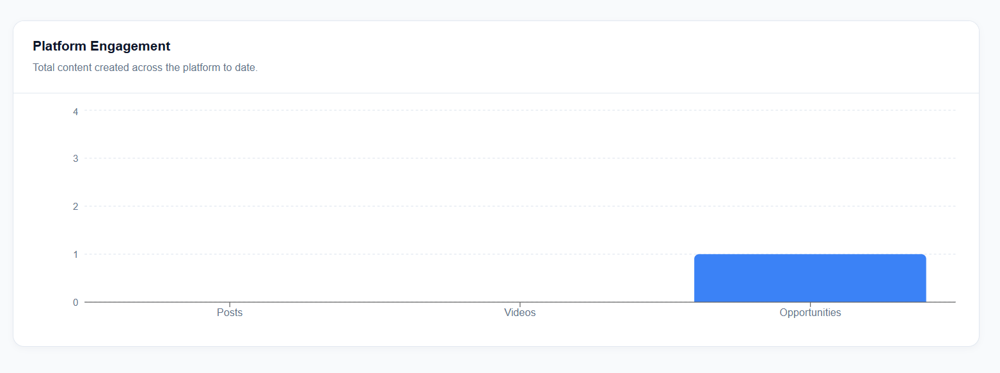 Platform Engagement
Total content created across the platform to date.
4
3
2
1
0
Posts Videos Opportunities